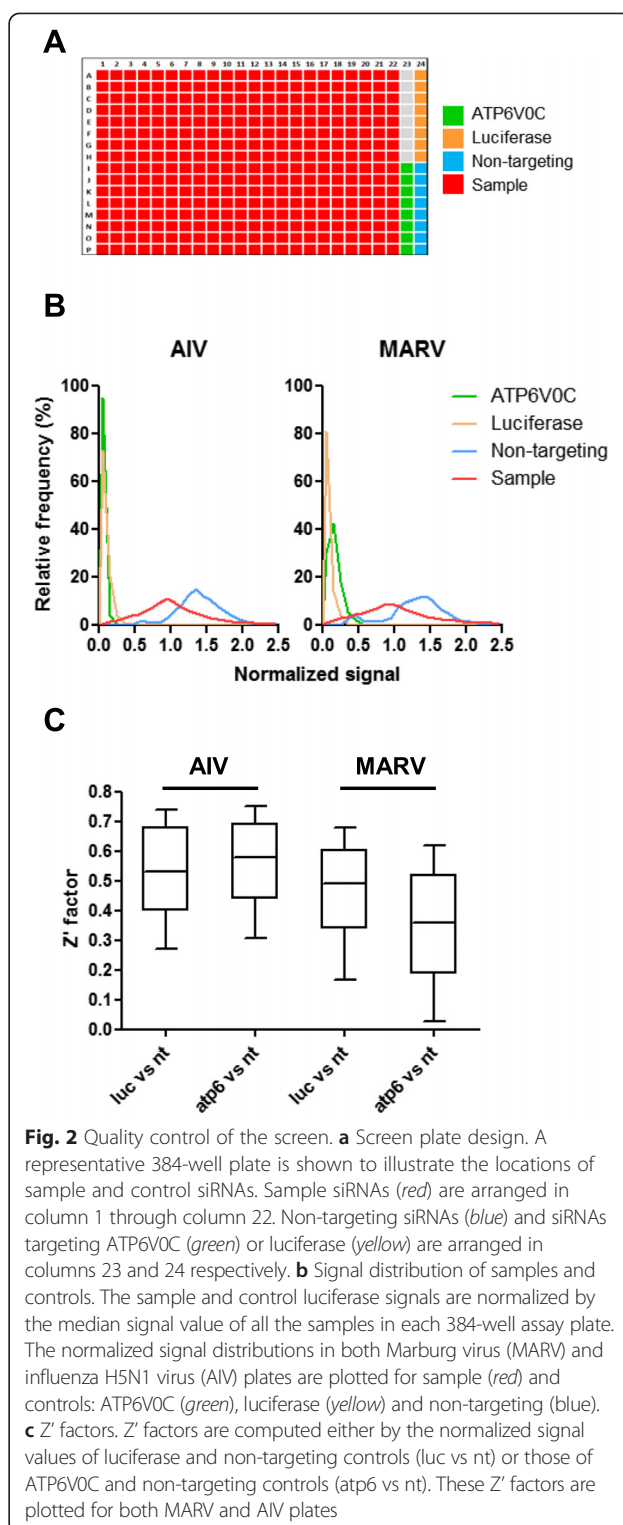 A
1 2 3 4 5 6 7 8 9 10 11 12 13 14 15 16 17 18 19 20 21 22 23 24
A
B
C
D
E
F
G
H
I
J
K
L
M
N
O
P
ATP6V0C
Luciferase
Non-targeting
Sample
B
AIV
MARV
Relative frequency (%)
100
80
60
40
20
0
0.0 0.5 1.0 1.5 2.0 2.5
100
80
60
40
20
0
0.0 0.5 1.0 1.5 2.0 2.5
Normalized signal
ATP6V0C
Luciferase
Non-targeting
Sample
C
AIV
MARV
Z' factor
0.8
0.7
0.6
0.5
0.4
0.3
0.2
0.1
0.0
luc vs nt
atp6 vs nt
luc vs nt
atp6 vs nt
Fig. 2 Quality control of the screen. a Screen plate design. A
representative 384-well plate is shown to illustrate the locations of
sample and control siRNAs. Sample siRNAs (red) are arranged in
column 1 through column 22. Non-targeting siRNAs (blue) and siRNAs
targeting ATP6V0C (green) or luciferase (yellow) are arranged in
columns 23 and 24 respectively. b Signal distribution of samples and
controls. The sample and control luciferase signals are normalized by
the median signal value of all the samples in each 384-well assay plate.
The normalized signal distributions in both Marburg virus (MARV) and
influenza H5N1 virus (AIV) plates are plotted for sample (red) and
controls: ATP6V0C (green), luciferase (yellow) and non-targeting (blue).
c Z' factors. Z' factors are computed either by the normalized signal
values of luciferase and non-targeting controls (luc vs nt) or those of
ATP6V0C and non-targeting controls (atp6 vs nt). These Z' factors are
plotted for both MARV and AIV plates